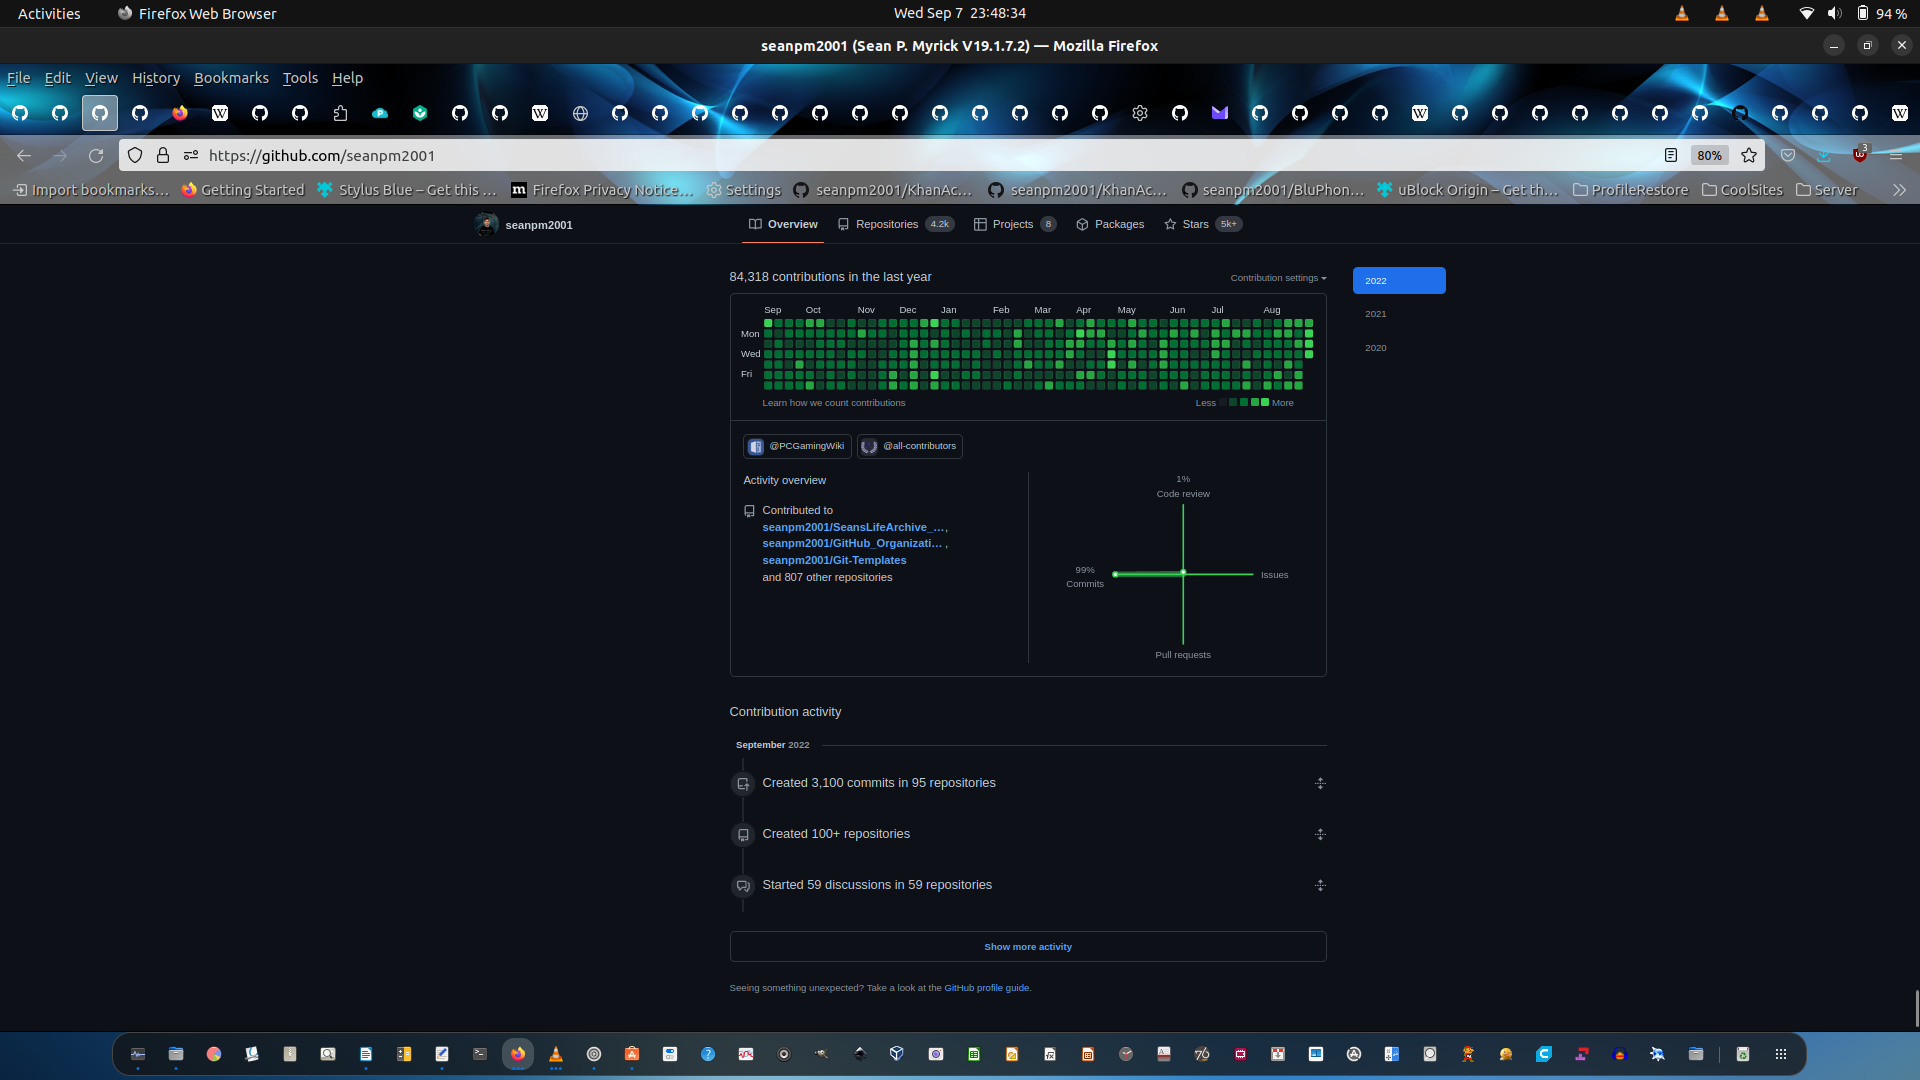 Activities Firefox Web Browser Wed Sep 7 23:48:34 94 %
seanpm2001 (Sean P. Myrick V19.1.7.2) — Mozilla Firefox
File Edit View History Bookmarks Tools Help
https://github.com/seanpm2001 80% 3
Import bookmarks… Getting Started Stylus Blue – Get this … Firefox Privacy Notice… Settings seanpm2001/KhanAc… seanpm2001/KhanAc… seanpm2001/BluPhon… uBlock Origin – Get th… ProfileRestore CoolSites Server
seanpm2001 Overview Repositories 4.2k Projects 8 Packages Stars 5k+
84,318 contributions in the last year Contribution settings
2022
2021
2020
Sep Oct Nov Dec Jan Feb Mar Apr May Jun Jul Aug
Mon
Wed
Fri
Learn how we count contributions Less More
@PCGamingWiki @all-contributors
Activity overview
Contributed to
seanpm2001/SeansLifeArchive_…,
seanpm2001/GitHub_Organizati… ,
seanpm2001/Git-Templates
and 807 other repositories
1%
Code review
99%
Commits
Issues
Pull requests
Contribution activity
September 2022
Created 3,100 commits in 95 repositories
Created 100+ repositories
Started 59 discussions in 59 repositories
Show more activity
Seeing something unexpected? Take a look at the GitHub profile guide.